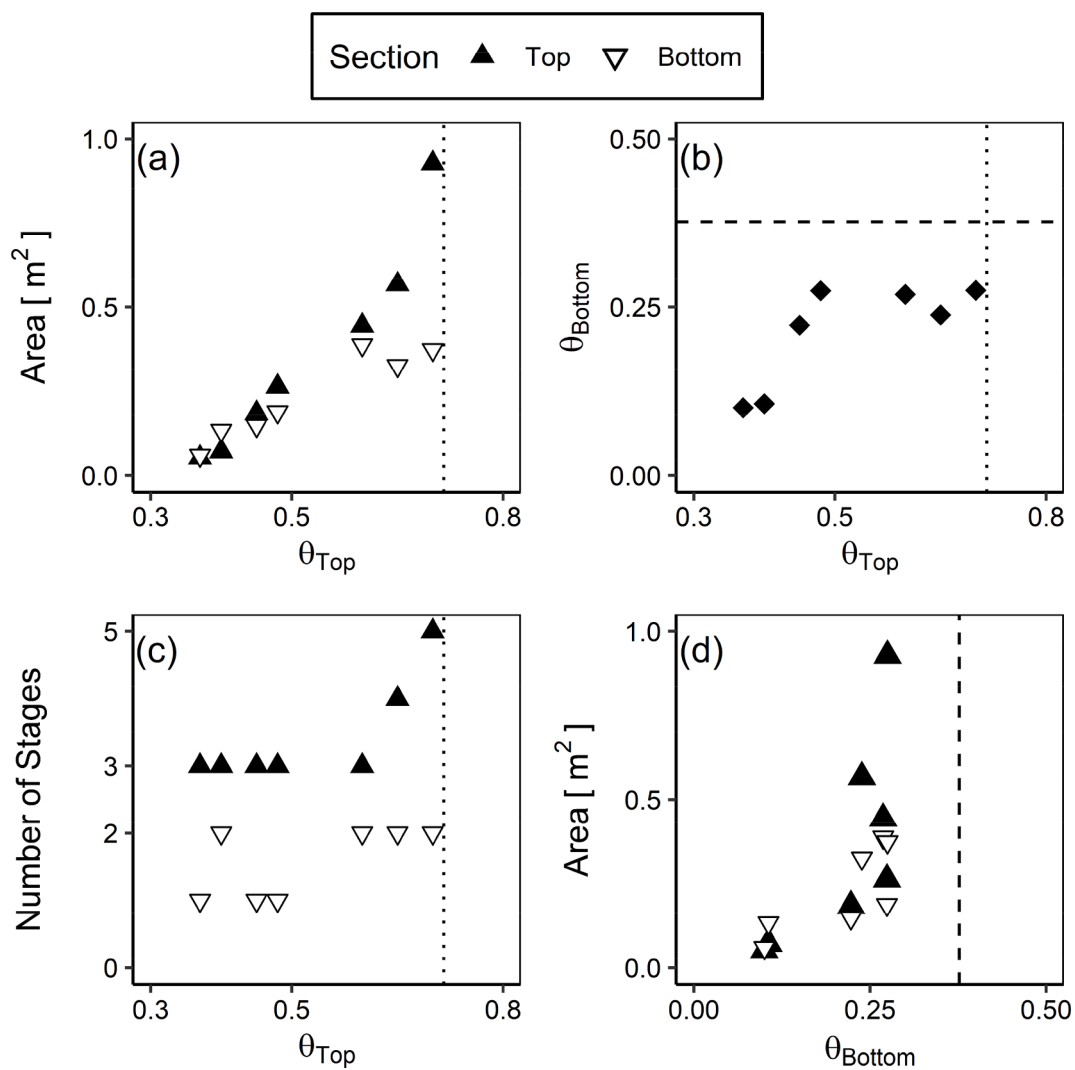 Section Top Bottom
(a)
1.0
0.5
0.0
Area [ m² ]
0.3 0.5 0.8
θTop
(b)
0.50
0.25
0.00
θBottom
0.3 0.5 0.8
θTop
(c)
5
3
2
0
Number of Stages
0.3 0.5 0.8
θTop
(d)
1.0
0.5
0.0
Area [ m² ]
0.00 0.25 0.50
θBottom